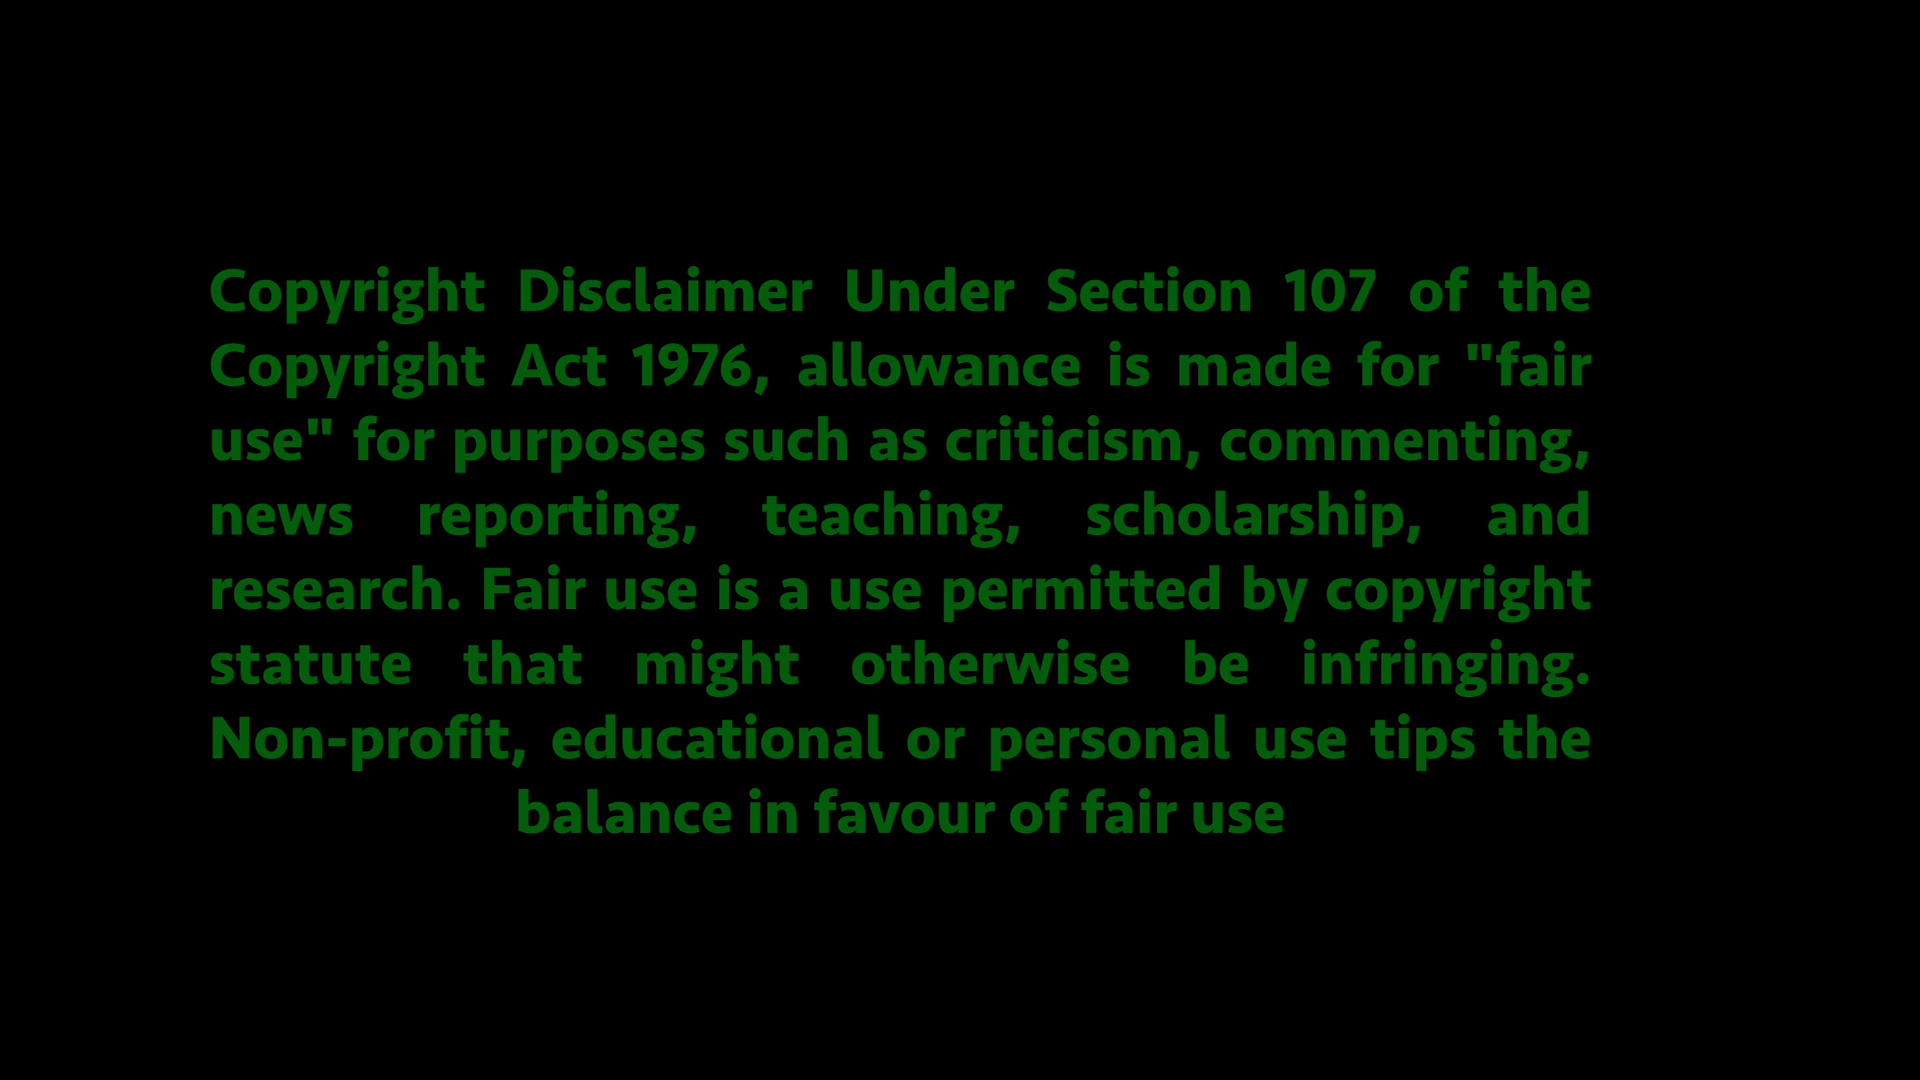 Copyright Disclaimer Under Section 107 of the
Copyright Act 1976, allowance is made for "fair
use" for purposes such as criticism, commenting,
news reporting, teaching, scholarship, and
research. Fair use is a use permitted by copyright
statute that might otherwise be infringing.
Non-profit, educational or personal use tips the
balance in favour of fair use